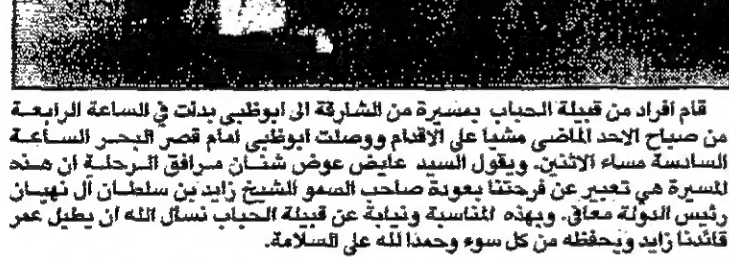 قام افراد من قبيلة الحباب بمسيرة من الشارقة الى ابوظبي بدات في الساعة الرابعة
من صباح الاحد الماضي مشيا على الاقدام ووصلت ابوظبي امام قصر البحر الساعة
السادسة مساء الاثنين. ويقول السيد عايض عوض شنان مرافق الرحلة ان هذه
المسيرة هي تعبير عن فرحتنا بعودة صاحب السمو الشيخ زايد بن سلطان آل نهيان
رئيس الدولة معافى. وبهذه المناسبة ونيابة عن قبيلة الحباب نسأل الله ان يطيل عمر
قائدنا زايد ويحفظه من كل سوء وحمدا لله على السلامة.